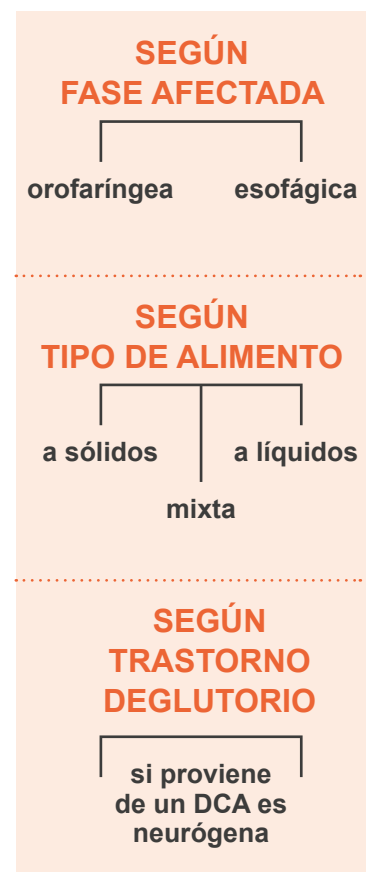 SEGÚN
FASE AFECTADA
orofaríngea esofágica
SEGÚN
TIPO DE ALIMENTO
a sólidos a líquidos
mixta
SEGÚN
TRASTORNO
DEGLUTORIO
si proviene
de un DCA es
neurógena